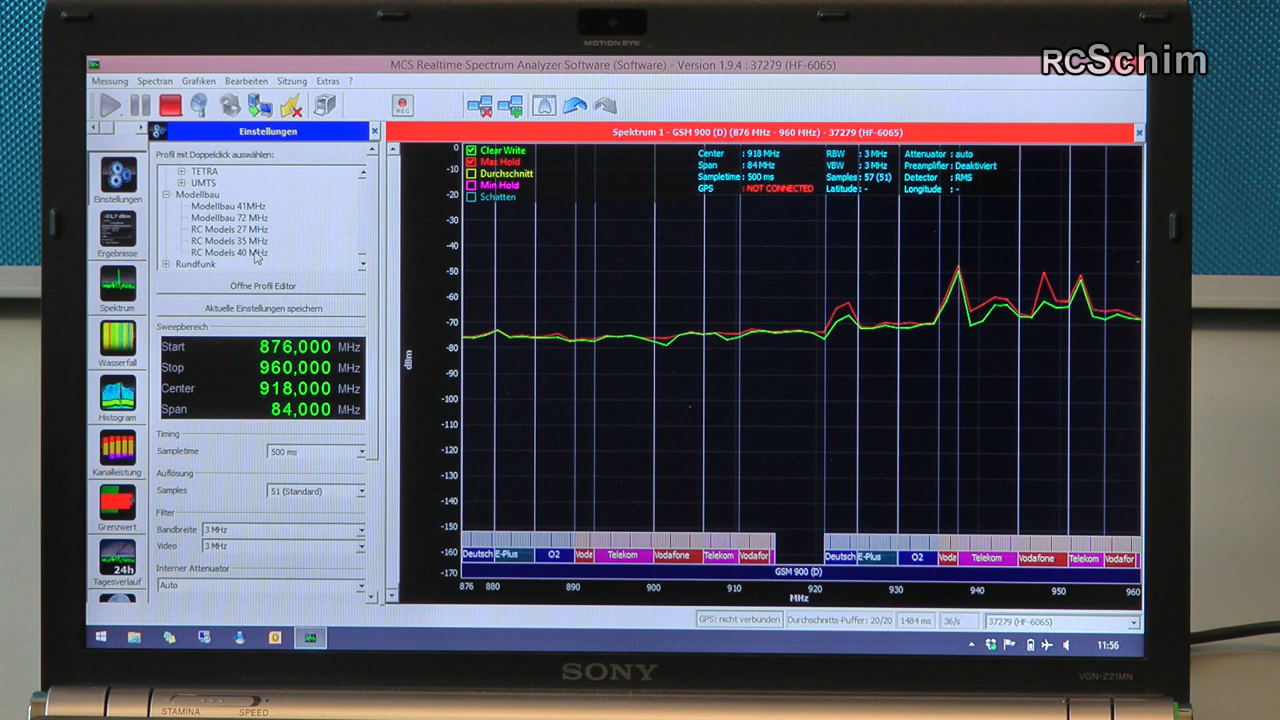 MOTION EYE
RCSchim
MCS Realtime Spectrum Analyzer Software (Software) - Version 1.9.4 : 37279 (HF-6065)
Messung Spectran Grafiken Bearbeiten Sitzung Extras ?
REC
Einstellungen
Spektrum 1 - GSM 900 (D) (876 MHz - 960 MHz) - 37279 (HF-6065)
Einstellungen
Ergebnisse
Spektrum
Wasserfall
Histogram
Kanalleistung
Grenzwert
24h
Tagesverlauf
Profil mit Doppeldick auswählen:
TETRA
UMTS
Modellbau
Modellbau 41MHz
Modellbau 72 MHz
RC Models 27 MHz
RC Models 35 MHz
RC Models 40 MHz
Rundfunk
Öffne Profil Editor
Aktuelle Einstellungen speichern
Sweepbereich
Start 876,000 MHz
Stop 960,000 MHz
Center 918,000 MHz
Span 84,000 MHz
Timing
Sampletime 500 ms
Auflösung
Samples 51 (Standard)
Filter
Bandbreite 3 MHz
Video 3 MHz
Interner Attenuator
Auto
Clear Write
Max Hold
Durchschnitt
Min Hold
Schatten
Center : 918 MHz
Span : 84 MHz
Sampletime : 500 ms
GPS : NOT CONNECTED
RBW : 3 MHz
VBW : 3 MHz
Samples : 57 (51)
Latitude : -
Attenuator : auto
Preamplifier : Deaktiviert
Detector : RMS
Longitude : -
0
-10
-20
-30
-40
-50
-60
-70
-80
-90
-100
-110
-120
-130
-140
-150
-160
-170
dBm
Deutsch E-Plus O2 Voda Telekom Vodafone Telekom Vodafor Deutsch E-Plus O2 Voda Telekom Vodafone Telekom Vodafor
GSM 900 (D)
876 880 890 900 910 920 930 940 950 960
MHz
GPS: nicht verbunden Durchschnitts-Puffer: 20/20 1484 ms 36/s 37279 (HF-6065)
11:56
SONY
VGN-Z21MN
STAMINA SPEED